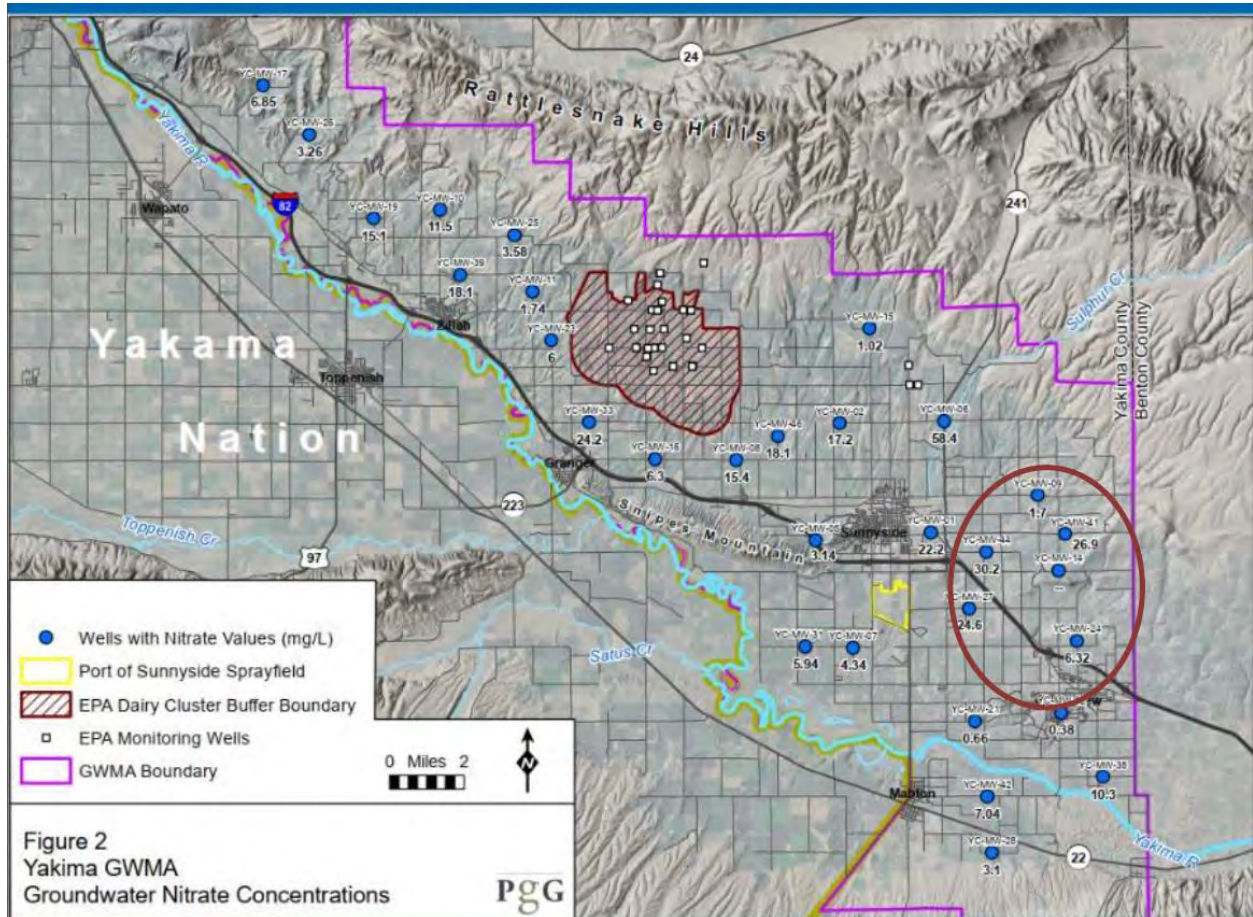 24
YC-MW-17
6.85
Rattlesnake Hills
YC-MW-26
3.26
Yakima R.
241
Wapato
82
YC-MW-19
15.1
YC-MW-10
11.5
YC-MW-25
3.58
Sulphur Cr
YC-MW-39
18.1
YC-MW-11
1.74
Zillah
YC-MW-23
6
YC-MW-15
1.02
Yakima County
Benton County
Yakama
Nation
Toppenish
YC-MW-33
24.2
YC-MW-16
6.3
YC-MW-08
15.4
YC-MW-46
18.1
YC-MW-02
17.2
YC-MW-06
58.4
Granger
223
Snipes Mountain
YC-MW-09
1.7
Toppenish Cr
97
YC-MW-05
3.14
Sunnyside
YC-MW-01
22.2
YC-MW-44
30.2
YC-MW-41
26.9
YC-MW-14
YC-MW-27
24.6
YC-MW-24
6.32
YC-MW-31
5.94
YC-MW-07
4.34
Satus Cr
YC-MW-21
0.66
0.38
YC-MW-38
10.3
Mabton
YC-MW-42
7.04
YC-MW-28
3.1
22
Yakima R.
Wells with Nitrate Values (mg/L)
Port of Sunnyside Sprayfield
EPA Dairy Cluster Buffer Boundary
EPA Monitoring Wells
GWMA Boundary
0 Miles 2
N
Figure 2
Yakima GWMA
Groundwater Nitrate Concentrations
PgG